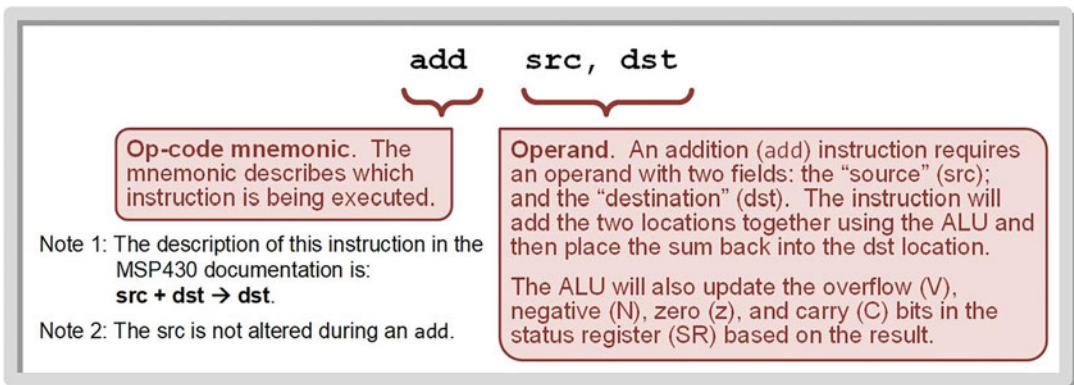 add src, dst
Op-code mnemonic. The
mnemonic describes which
instruction is being executed.
Operand. An addition (add) instruction requires
an operand with two fields: the “source” (src);
and the “destination” (dst). The instruction will
add the two locations together using the ALU and
then place the sum back into the dst location.
The ALU will also update the overflow (V),
negative (N), zero (z), and carry (C) bits in the
status register (SR) based on the result.
Note 1: The description of this instruction in the
MSP430 documentation is:
src + dst → dst.
Note 2: The src is not altered during an add.